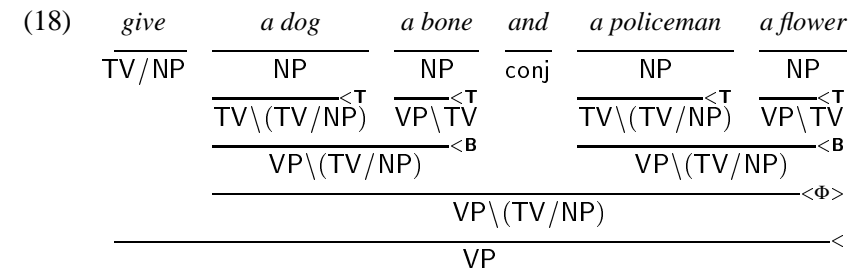 (18) give a dog a bone and a policeman a flower
TV/NP NP NP conj NP NP
<T <T <T <T
TV\(TV/NP) VP\TV TV\(TV/NP) VP\TV
<B <B
VP\(TV/NP) VP\(TV/NP)
<Φ>
VP\(TV/NP)
<
VP